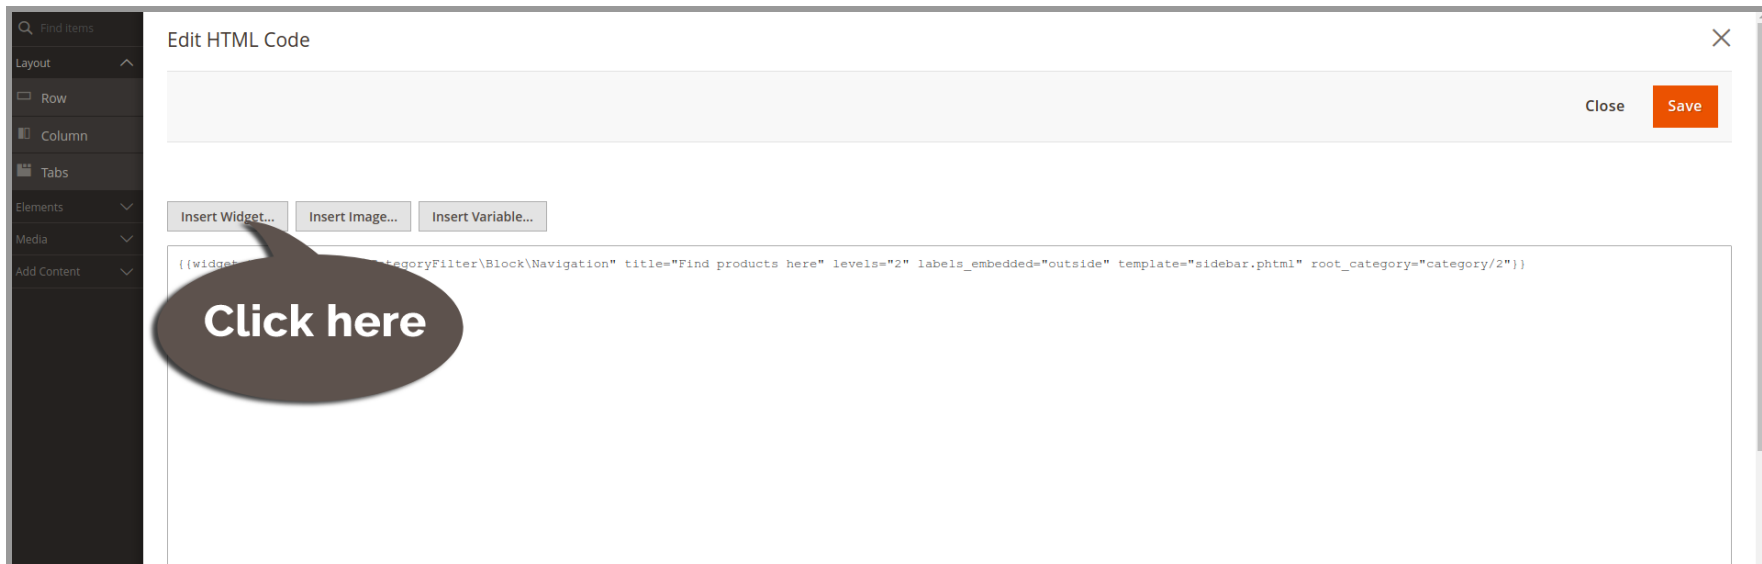 Find items
Layout
Row
Column
Tabs
Elements
Media
Add Content
Edit HTML Code
Close
Save
Insert Widget...
Insert Image...
Insert Variable...
{{widget tegoryFilter\Block\Navigation" title="Find products here" levels="2" labels_embedded="outside" template="sidebar.phtml" root_category="category/2"}}
Click here